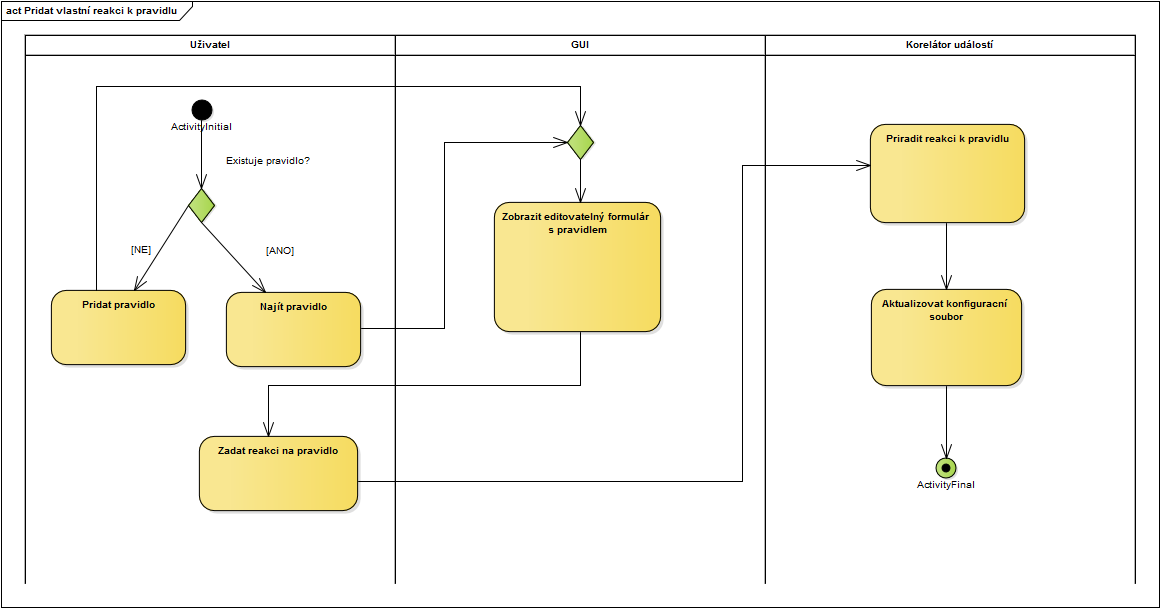 act Pridat vlastní reakci k pravidlu
Uživatel
GUI
Korelátor událostí
ActivityInitial
Existuje pravidlo?
[NE]
[ANO]
Pridat pravidlo
Najít pravidlo
Zobrazit editovatelný formulár
s pravidlem
Zadat reakci na pravidlo
Priradit reakci k pravidlu
Aktualizovat konfiguracní
soubor
ActivityFinal